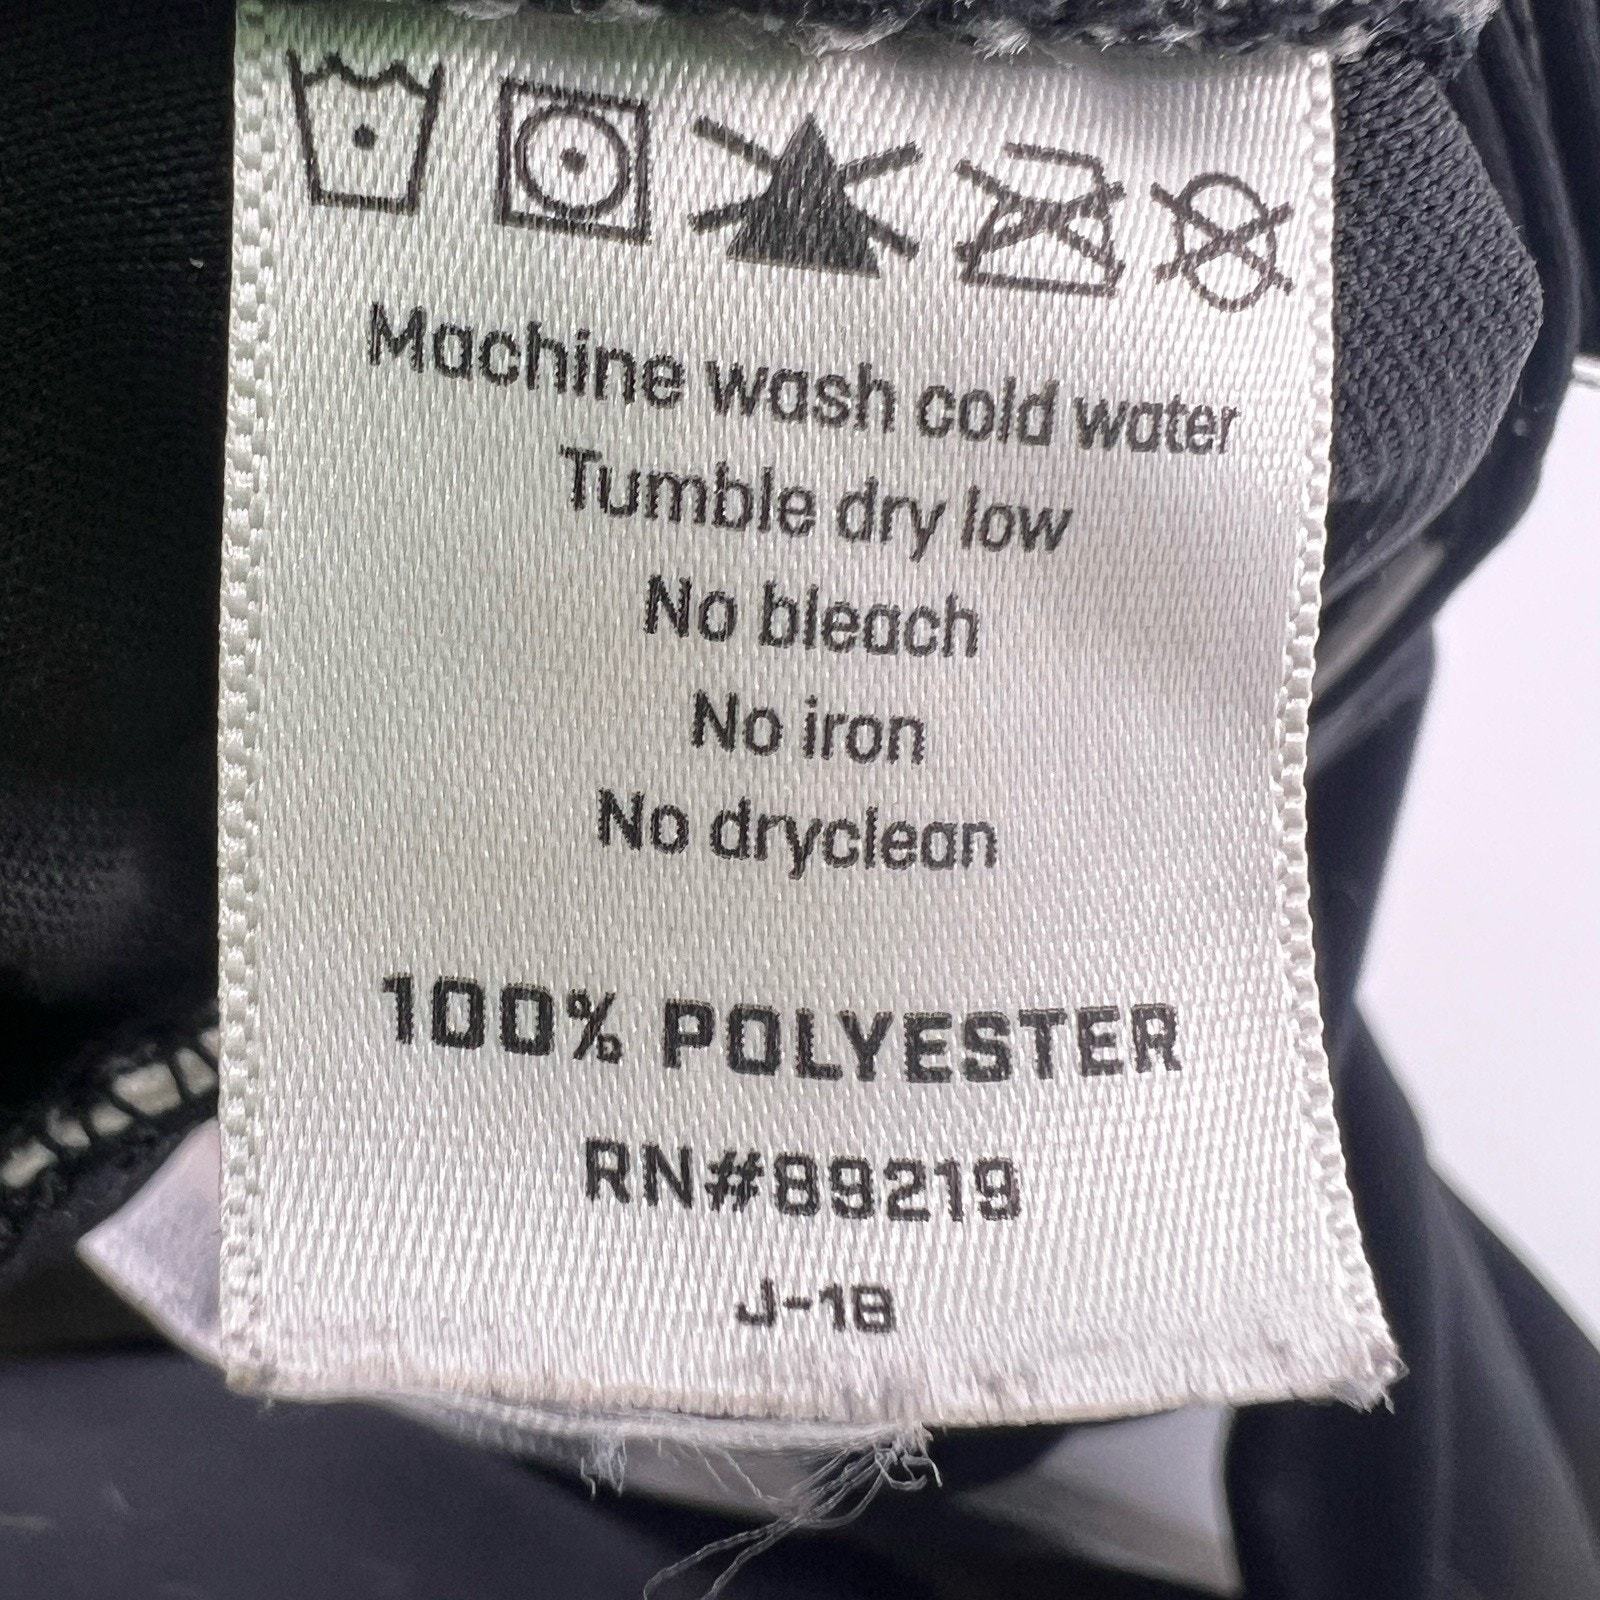 Machine wash cold water
Tumble dry low
No bleach
No iron
No dryclean
100% POLYESTER
RN#89219
J-18